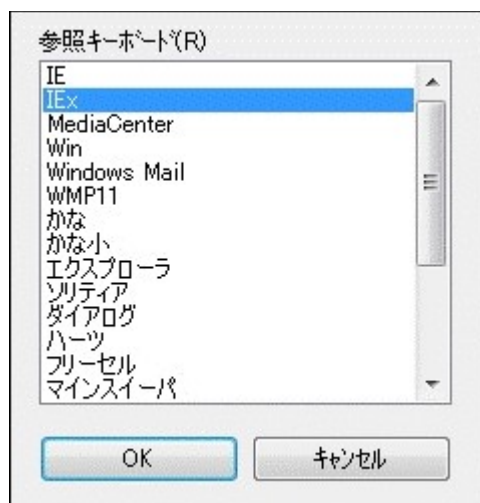 参照ｷｰﾎﾞｰﾄﾞ(R)
IE
IEx
MediaCenter
Win
Windows Mail
WMP11
かな
かな小
エクスプローラ
ソリティア
ダイアログ
ハーツ
フリーセル
マインスイーパ
OK
ｷｬﾝｾﾙ